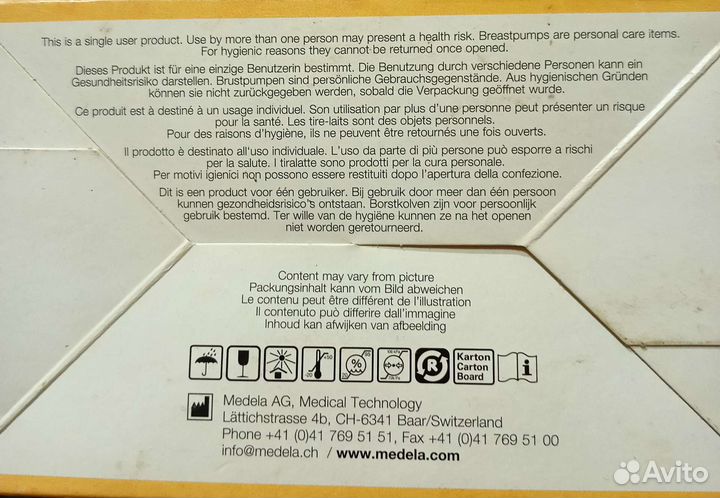 This is a single user product. Use by more than one person may present a health risk. Breastpumps are personal care items.
For hygienic reasons they cannot be returned once opened.
Dieses Produkt ist für eine einzige Benutzerin bestimmt. Die Benutzung durch verschiedene Personen kann ein
Gesundheitsrisiko darstellen. Brustpumpen sind persönliche Gebrauchsgegenstände. Aus hygienischen Gründen
können sie nicht zurückgegeben werden, sobald die Verpackung geöffnet wurde.
Ce produit est à destiné à un usage individuel. Son utilisation par plus d'une personne peut présenter un risque
pour la santé. Les tire-laits sont des objets personnels.
Pour des raisons d'hygiène, ils ne peuvent être retournés une fois ouverts.
Il prodotto è destinato all'uso individuale. L'uso da parte di più persone può esporre a rischi
per la salute. I tiralatte sono prodotti per la cura personale.
Per motivi igienici non possono essere restituiti dopo l'apertura della confezione.
Dit is een product voor één gebruiker. Bij gebruik door meer dan één persoon
kunnen gezondheidsrisico's ontstaan. Borstkolven zijn voor persoonlijk
gebruik bestemd. Ter wille van de hygiëne kunnen ze na het openen
niet worden geretourneerd.
Content may vary from picture
Packungsinhalt kann vom Bild abweichen
Le contenu peut être différent de l'illustration
Il contenuto può differire dall'immagine
Inhoud kan afwijken van afbeelding
Karton
Carton
Board
Medela AG, Medical Technology
Lättichstrasse 4b, CH-6341 Baar/Switzerland
Phone +41 (0)41 769 51 51, Fax +41 (0)41 769 51 00
info@medela.ch / www.medela.com
Avito